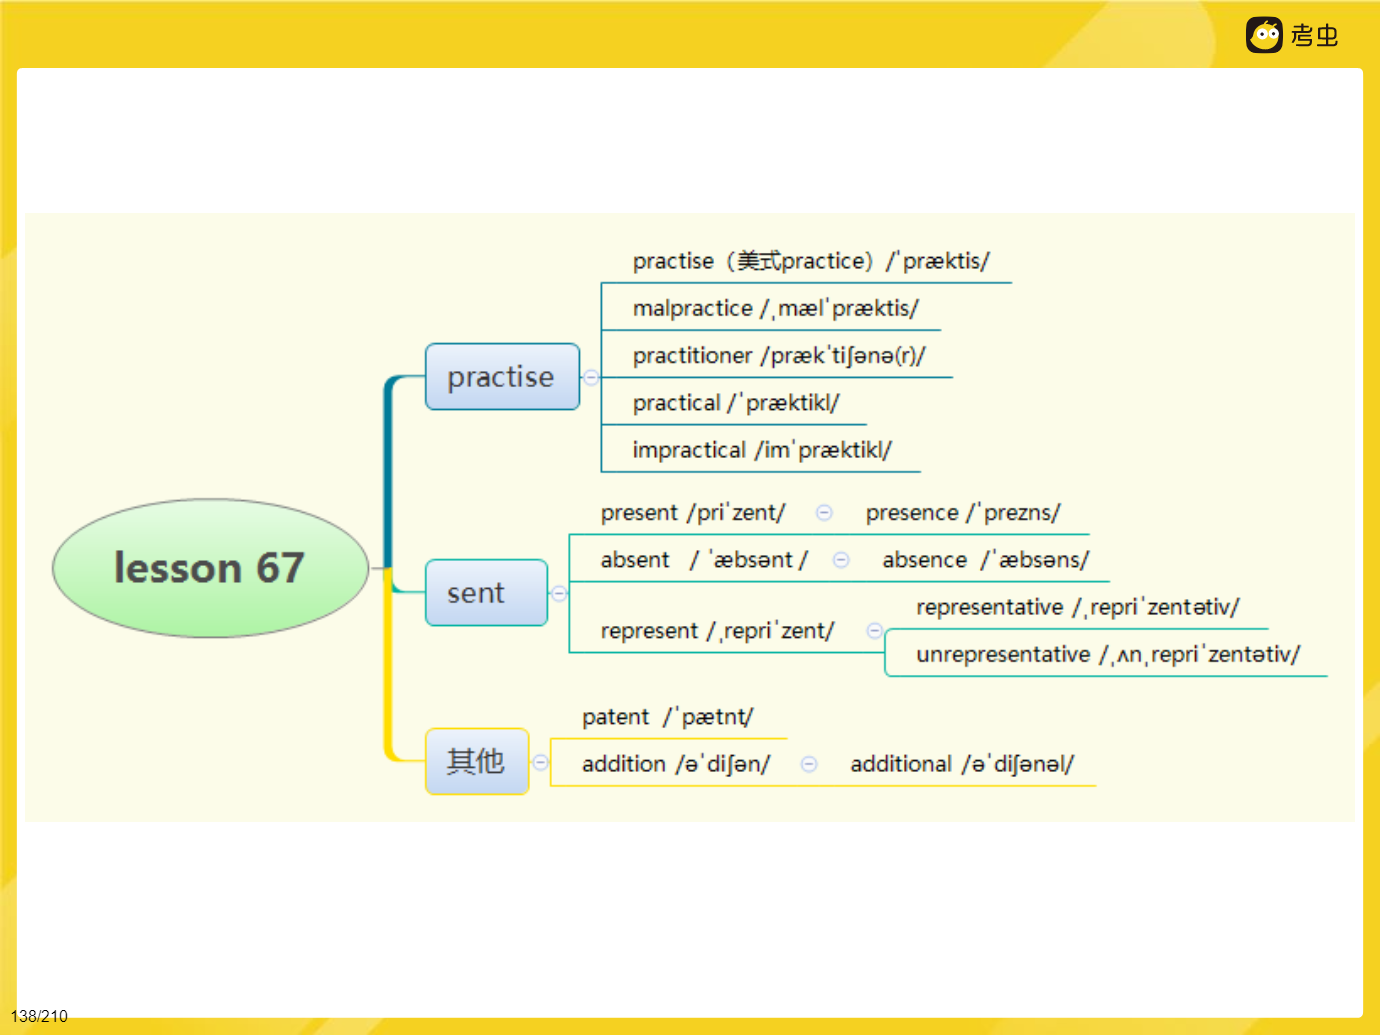 考虫
practise（美式practice）/ˈpræktis/
malpractice /ˌmælˈpræktis/
practitioner /prækˈtiʃənə(r)/
practise
practical /ˈpræktikl/
impractical /imˈpræktikl/
present /priˈzent/ presence /ˈprezns/
absent / ˈæbsənt / absence /ˈæbsəns/
lesson 67
sent
representative /ˌrepriˈzentətiv/
represent /ˌrepriˈzent/
unrepresentative /ˌʌnˌrepriˈzentətiv/
patent /ˈpætnt/
其他
addition /əˈdiʃən/ additional /əˈdiʃənəl/
138/210